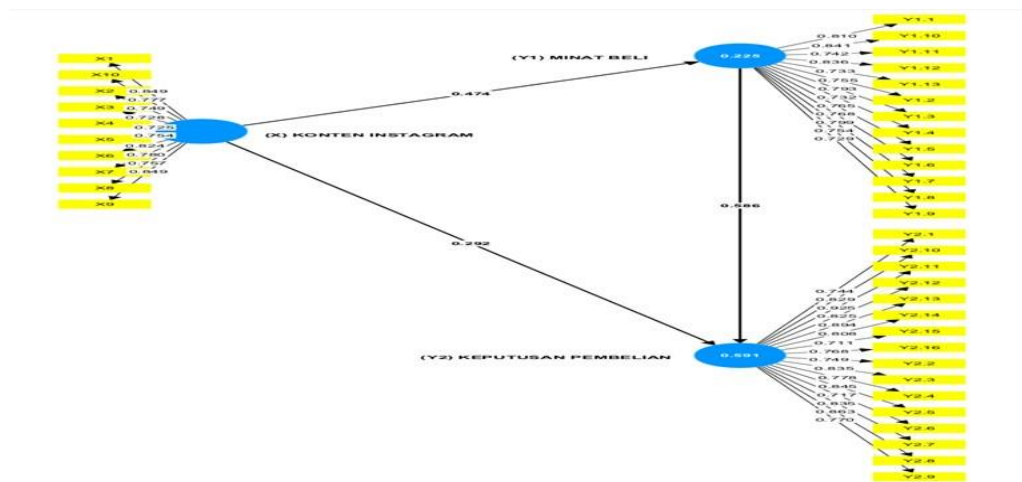 X1
X10
X2
X3
X4
X5
X6
X7
X8
X9
0.849
0.777
0.749
0.728
0.725
0.754
0.824
0.780
0.757
0.849
(X) KONTEN INSTAGRAM
0.474
0.292
(Y1) MINAT BELI
0.225
0.586
(Y2) KEPUTUSAN PEMBELIAN
0.591
0.810
0.841
0.742
0.836
0.733
0.755
0.793
0.732
0.765
0.768
0.799
0.754
0.729
Y1.1
Y1.10
Y1.11
Y1.12
Y1.13
Y1.2
Y1.3
Y1.4
Y1.5
Y1.6
Y1.7
Y1.8
Y1.9
0.744
0.829
0.925
0.825
0.894
0.808
0.711
0.768
0.749
0.835
0.778
0.845
0.717
0.836
0.863
0.770
Y2.1
Y2.10
Y2.11
Y2.12
Y2.13
Y2.14
Y2.15
Y2.16
Y2.2
Y2.3
Y2.4
Y2.5
Y2.6
Y2.7
Y2.8
Y2.9